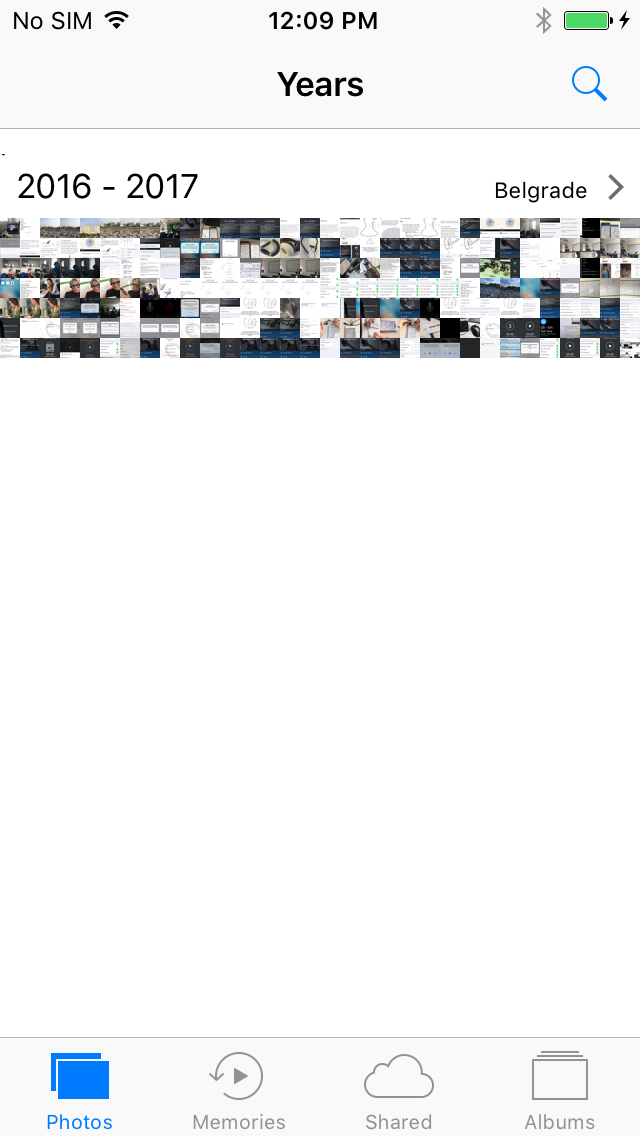 No SIM 12:09 PM
Years
2016 - 2017 Belgrade
Photos Memories Shared Albums